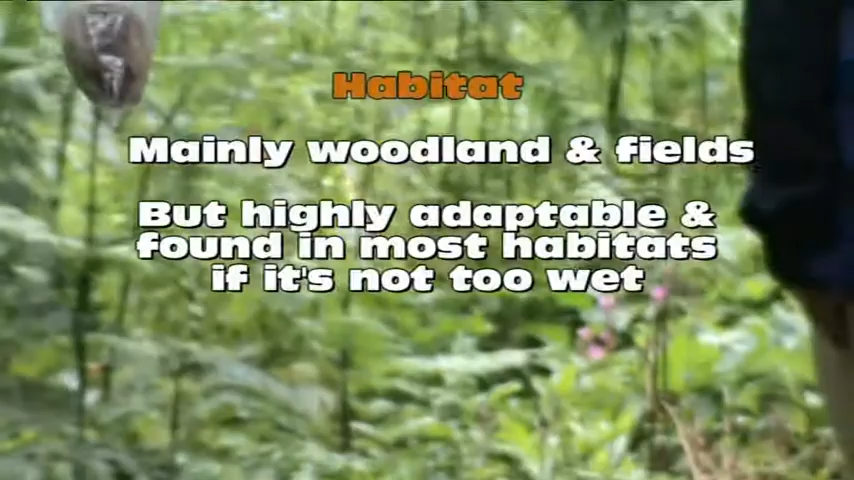 Habitat
Mainly woodland & fields
But highly adaptable &
found in most habitats
if it's not too wet